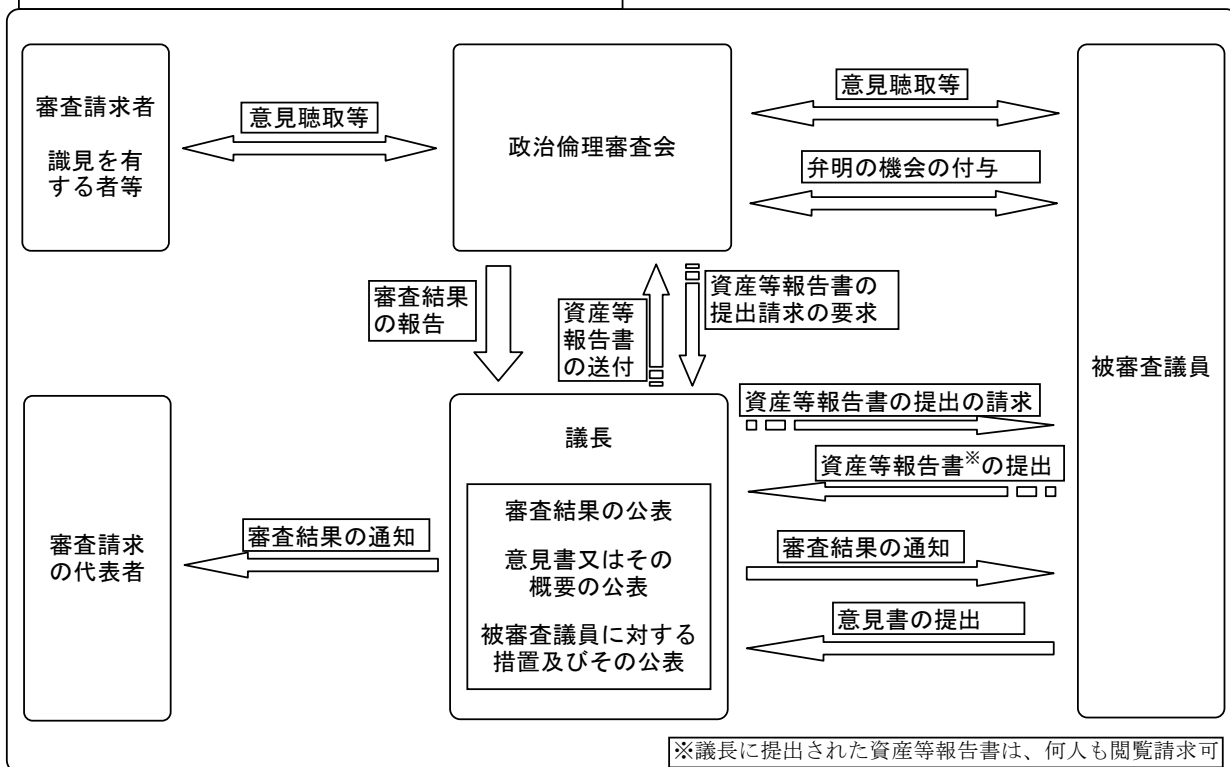 審査請求者
識見を有
する者等
意見聴取等
政治倫理審査会
意見聴取等
弁明の機会の付与
被審査議員
審査結果
の報告
資産等
報告書
の送付
資産等報告書の
提出請求の要求
資産等報告書の提出の請求
資産等報告書※の提出
審査結果の通知
意見書の提出
議長
審査結果の公表
意見書又はその
概要の公表
被審査議員に対する
措置及びその公表
審査結果の通知
審査請求
の代表者
※議長に提出された資産等報告書は、何人も閲覧請求可